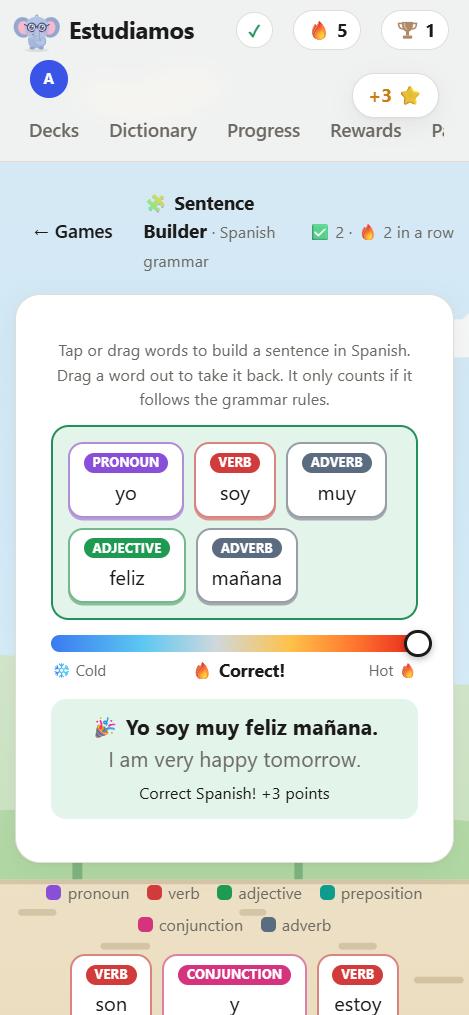 Estudiamos ✓ 🔥 5 🏆 1
A
+3 ⭐
Decks Dictionary Progress Rewards
← Games
🧩 Sentence
Builder · Spanish
grammar
✅ 2 · 🔥 2 in a row
Tap or drag words to build a sentence in Spanish.
Drag a word out to take it back. It only counts if it
follows the grammar rules.
PRONOUN VERB ADVERB
yo soy muy
ADJECTIVE ADVERB
feliz mañana
❄️ Cold 🔥 Correct! Hot 🔥
🎉 Yo soy muy feliz mañana.
I am very happy tomorrow.
Correct Spanish! +3 points
pronoun verb adjective preposition
conjunction adverb
VERB CONJUNCTION VERB
son y estoy